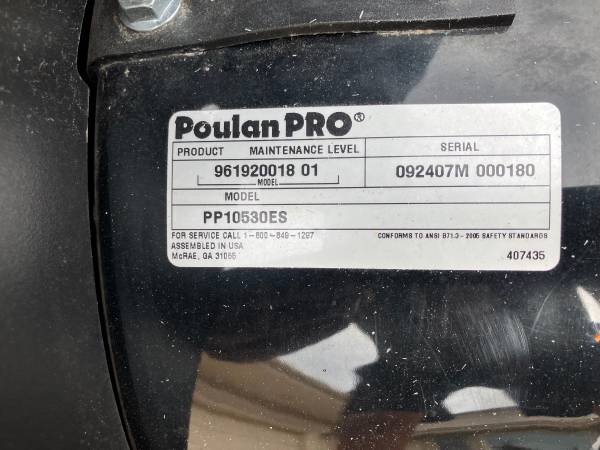 Poulan PRO®
PRODUCT MAINTENANCE LEVEL SERIAL
961920018 01 092407M 000180
MODEL
MODEL
PP10530ES
FOR SERVICE CALL 1-800-849-1297
CONFORMS TO ANSI B71.3 - 2005 SAFETY STANDARDS
ASSEMBLED IN USA
McRAE, GA 31055
407435